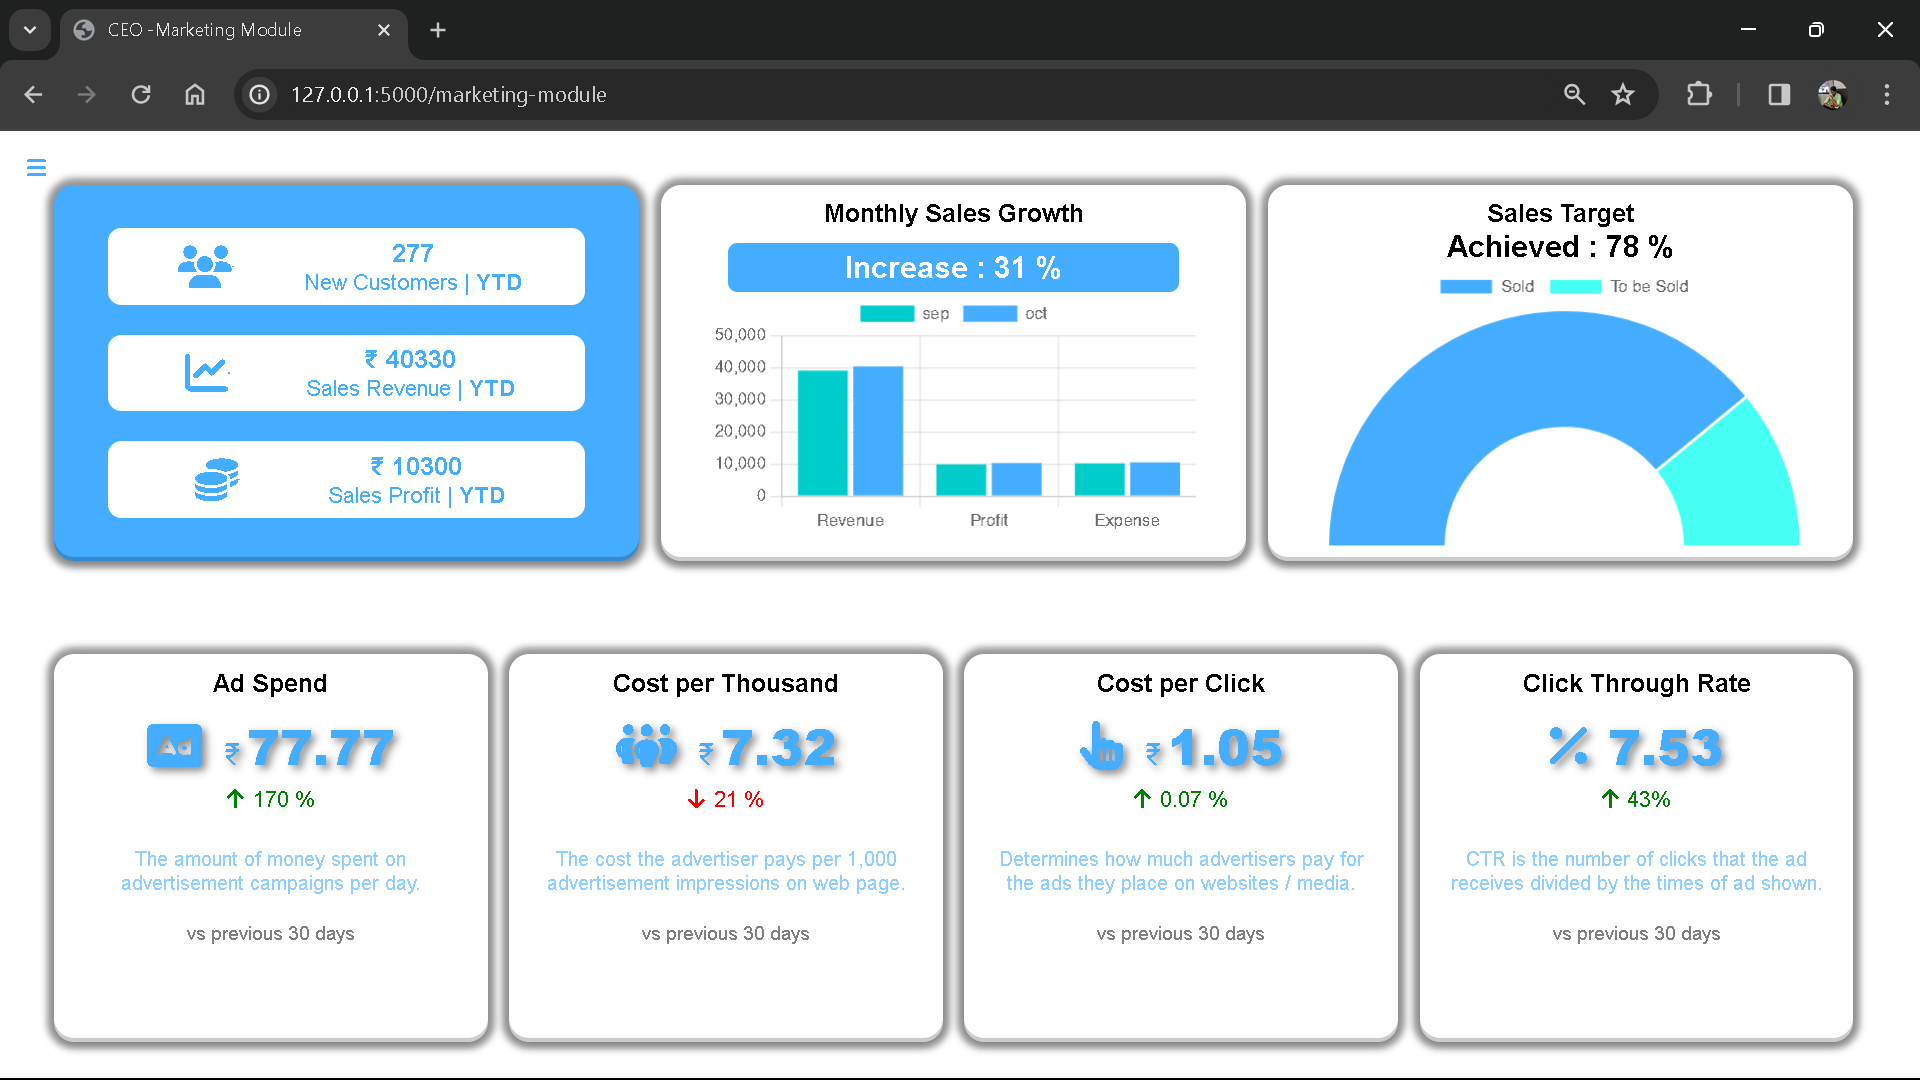 CEO -Marketing Module
127.0.0.1:5000/marketing-module
277
New Customers | YTD
₹ 40330
Sales Revenue | YTD
₹ 10300
Sales Profit | YTD
Monthly Sales Growth
Increase : 31 %
sep oct
50,000
40,000
30,000
20,000
10,000
0
Revenue Profit Expense
Sales Target
Achieved : 78 %
Sold To be Sold
Ad Spend
Ad ₹ 77.77
170 %
The amount of money spent on
advertisement campaigns per day.
vs previous 30 days
Cost per Thousand
₹ 7.32
21 %
The cost the advertiser pays per 1,000
advertisement impressions on web page.
vs previous 30 days
Cost per Click
₹ 1.05
0.07 %
Determines how much advertisers pay for
the ads they place on websites / media.
vs previous 30 days
Click Through Rate
% 7.53
43%
CTR is the number of clicks that the ad
receives divided by the times of ad shown.
vs previous 30 days